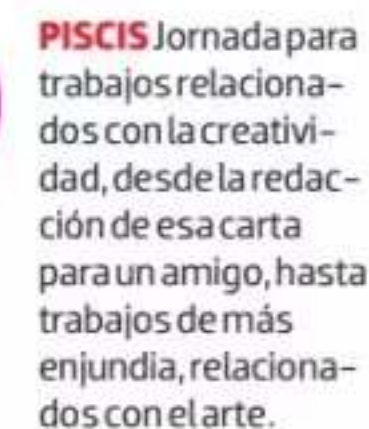 PISCIS Jornada para
trabajos relaciona-
dos con la creativi-
dad, desde la redac-
ción de esa carta
para un amigo, hasta
trabajos de más
enjundia, relaciona-
dos con el arte.